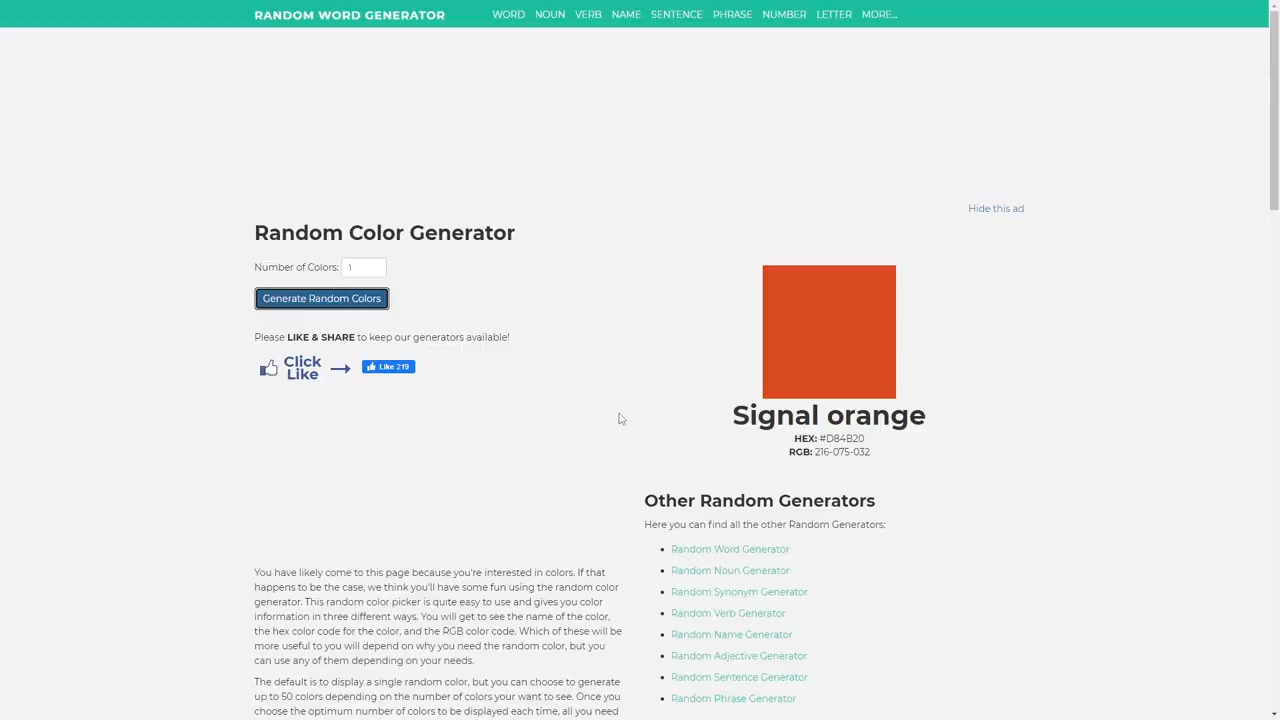 RANDOM WORD GENERATOR
WORD NOUN VERB NAME SENTENCE PHRASE NUMBER LETTER MORE...
Hide this ad
Random Color Generator
Number of Colors: 1
Generate Random Colors
Please LIKE & SHARE to keep our generators available!
Click
Like
Like 219
Signal orange
HEX: #D84B20
RGB: 216-075-032
Other Random Generators
Here you can find all the other Random Generators:
Random Word Generator
Random Noun Generator
Random Synonym Generator
Random Verb Generator
Random Name Generator
Random Adjective Generator
Random Sentence Generator
Random Phrase Generator
You have likely come to this page because you're interested in colors. If that
happens to be the case, we think you'll have some fun using the random color
generator. This random color picker is quite easy to use and gives you color
information in three different ways. You will get to see the name of the color,
the hex color code for the color, and the RGB color code. Which of these will be
more useful to you will depend on why you need the random color, but you
can use any of them depending on your needs.
The default is to display a single random color, but you can choose to generate
up to 50 colors depending on the number of colors your want to see. Once you
choose the optimum number of colors to be displayed each time, all you need